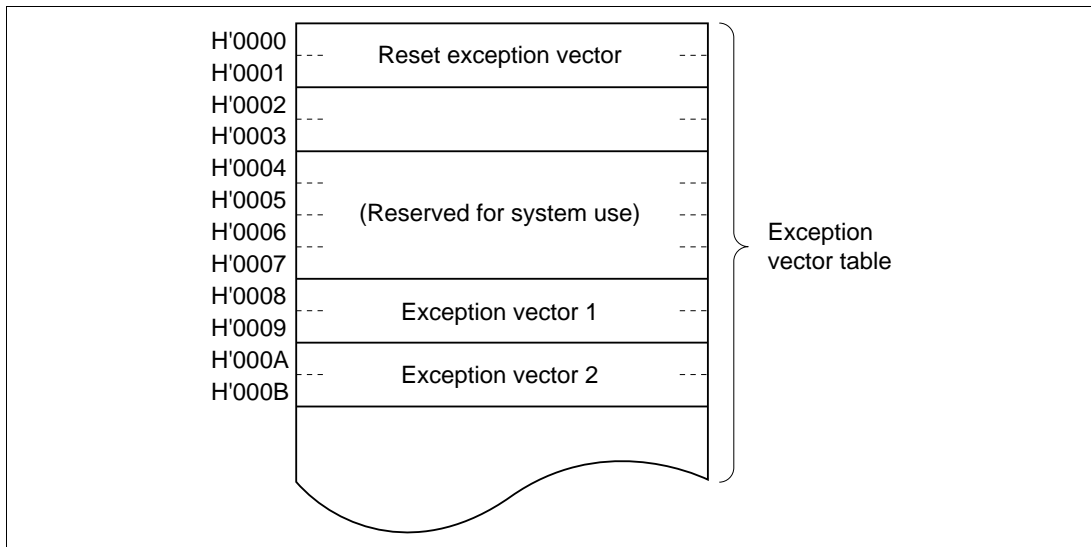 H'0000
Reset exception vector
H'0001
H'0002
H'0003
H'0004
H'0005
(Reserved for system use)
H'0006
H'0007
H'0008
Exception vector 1
H'0009
H'000A
Exception vector 2
H'000B
Exception
vector table